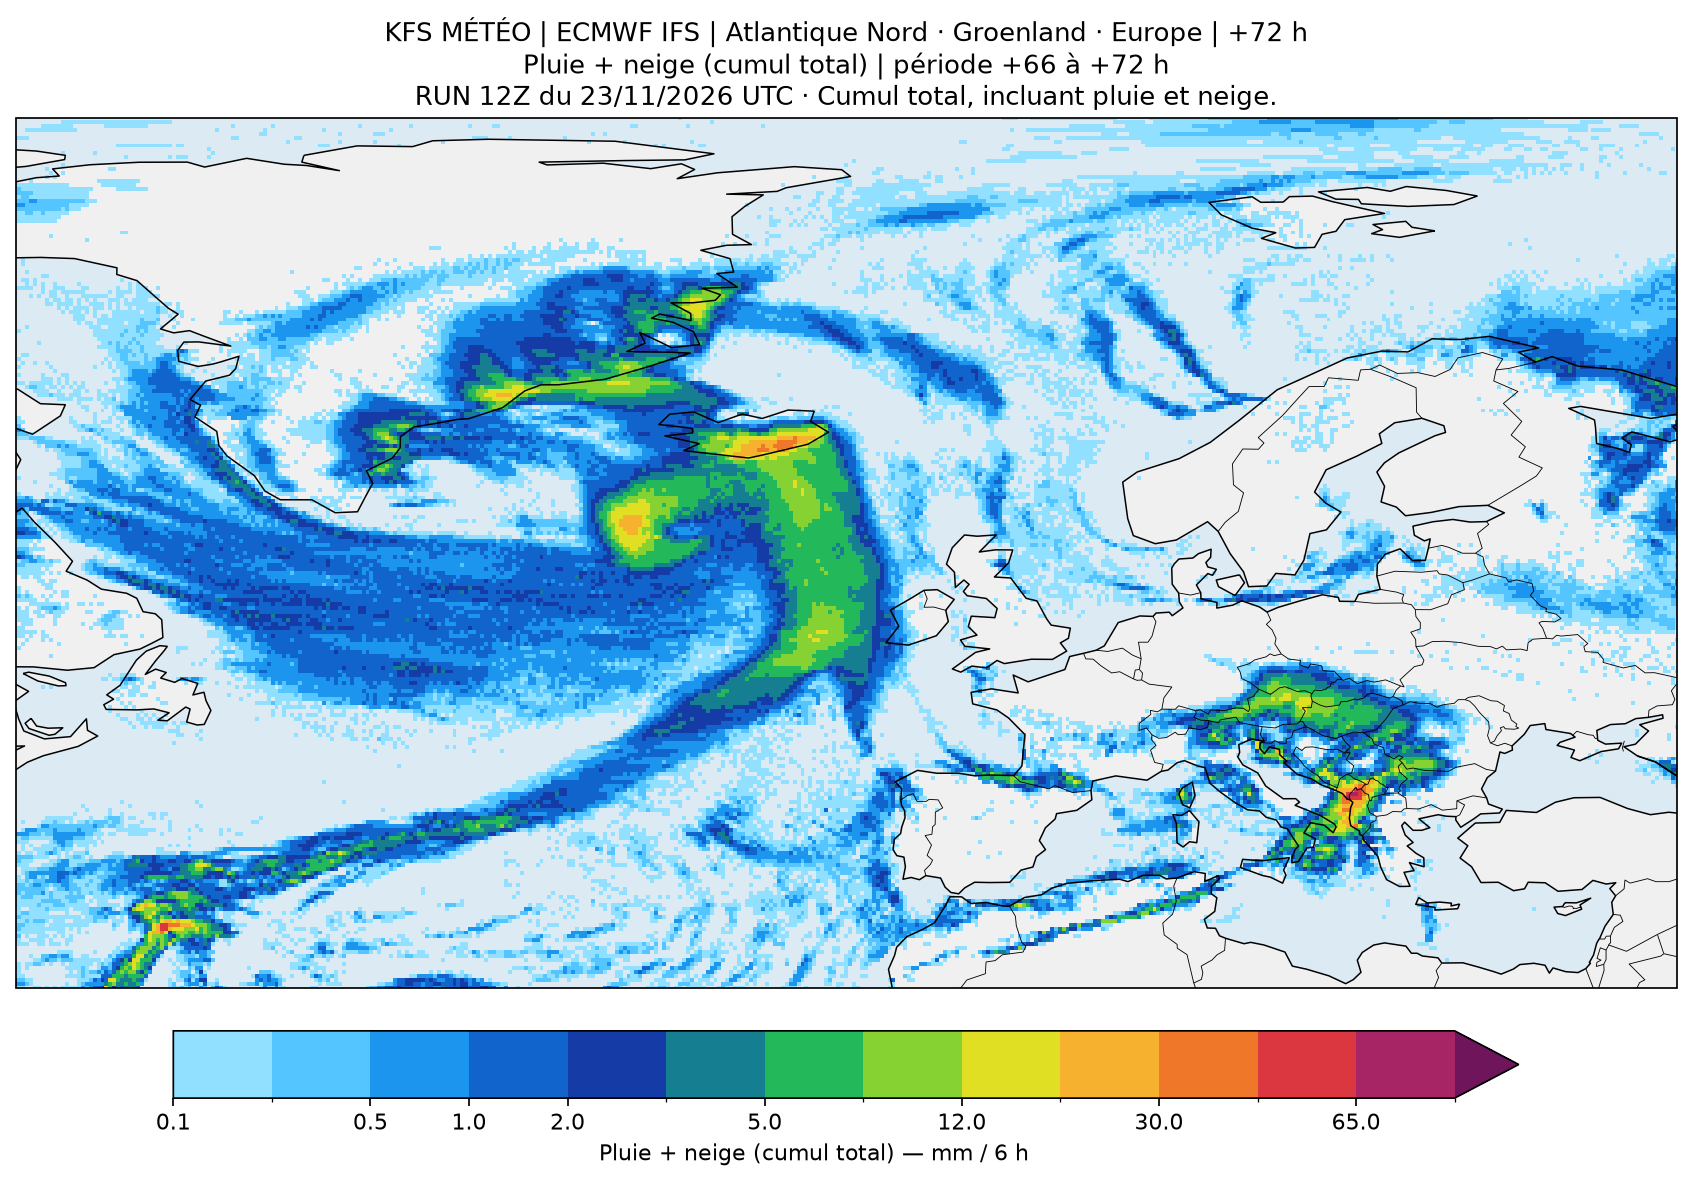 KFS MÉTÉO | ECMWF IFS | Atlantique Nord · Groenland · Europe | +72 h
Pluie + neige (cumul total) | période +66 à +72 h
RUN 12Z du 23/11/2026 UTC · Cumul total, incluant pluie et neige.
0.1 0.5 1.0 2.0 5.0 12.0 30.0 65.0
Pluie + neige (cumul total) — mm / 6 h